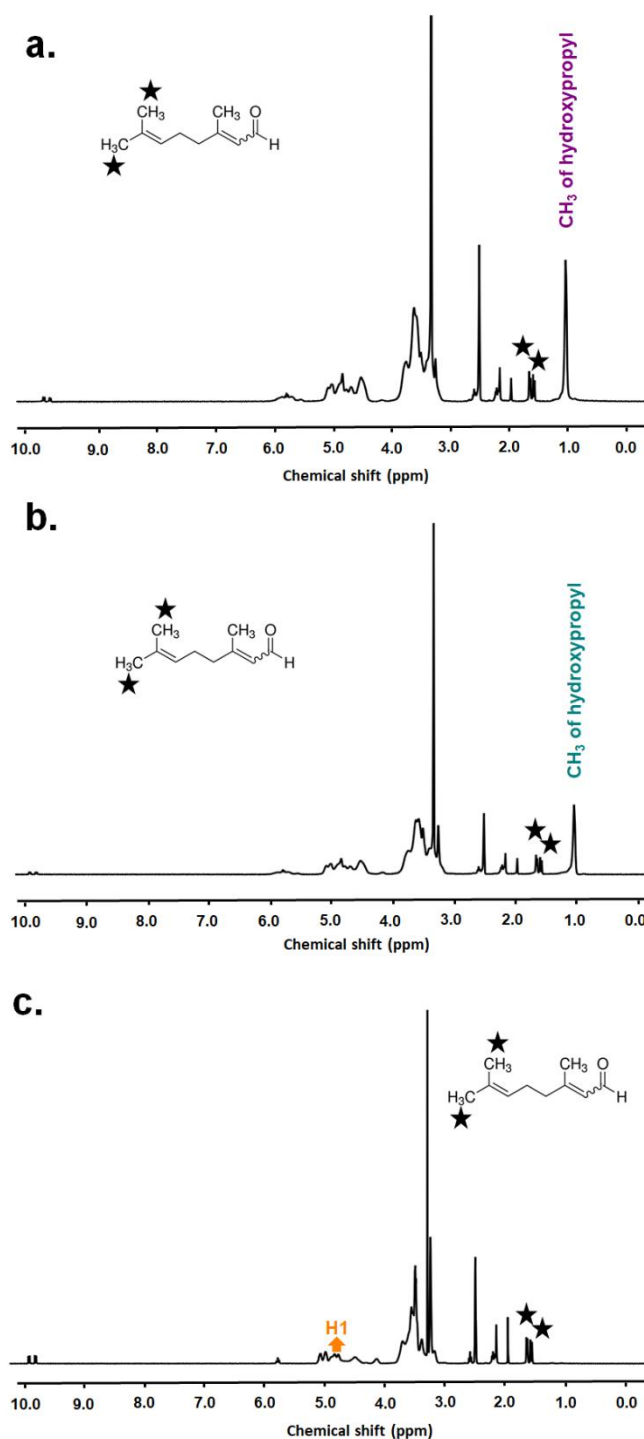 a.
CH3
H3C
CH3
O
H
CH3 of hydroxypropyl
10.0 9.0 8.0 7.0 6.0 5.0 4.0 3.0 2.0 1.0 0.0
Chemical shift (ppm)
b.
CH3
H3C
CH3
O
H
CH3 of hydroxypropyl
10.0 9.0 8.0 7.0 6.0 5.0 4.0 3.0 2.0 1.0 0.0
Chemical shift (ppm)
c.
CH3
H3C
CH3
O
H
H1
10.0 9.0 8.0 7.0 6.0 5.0 4.0 3.0 2.0 1.0 0.0
Chemical shift (ppm)